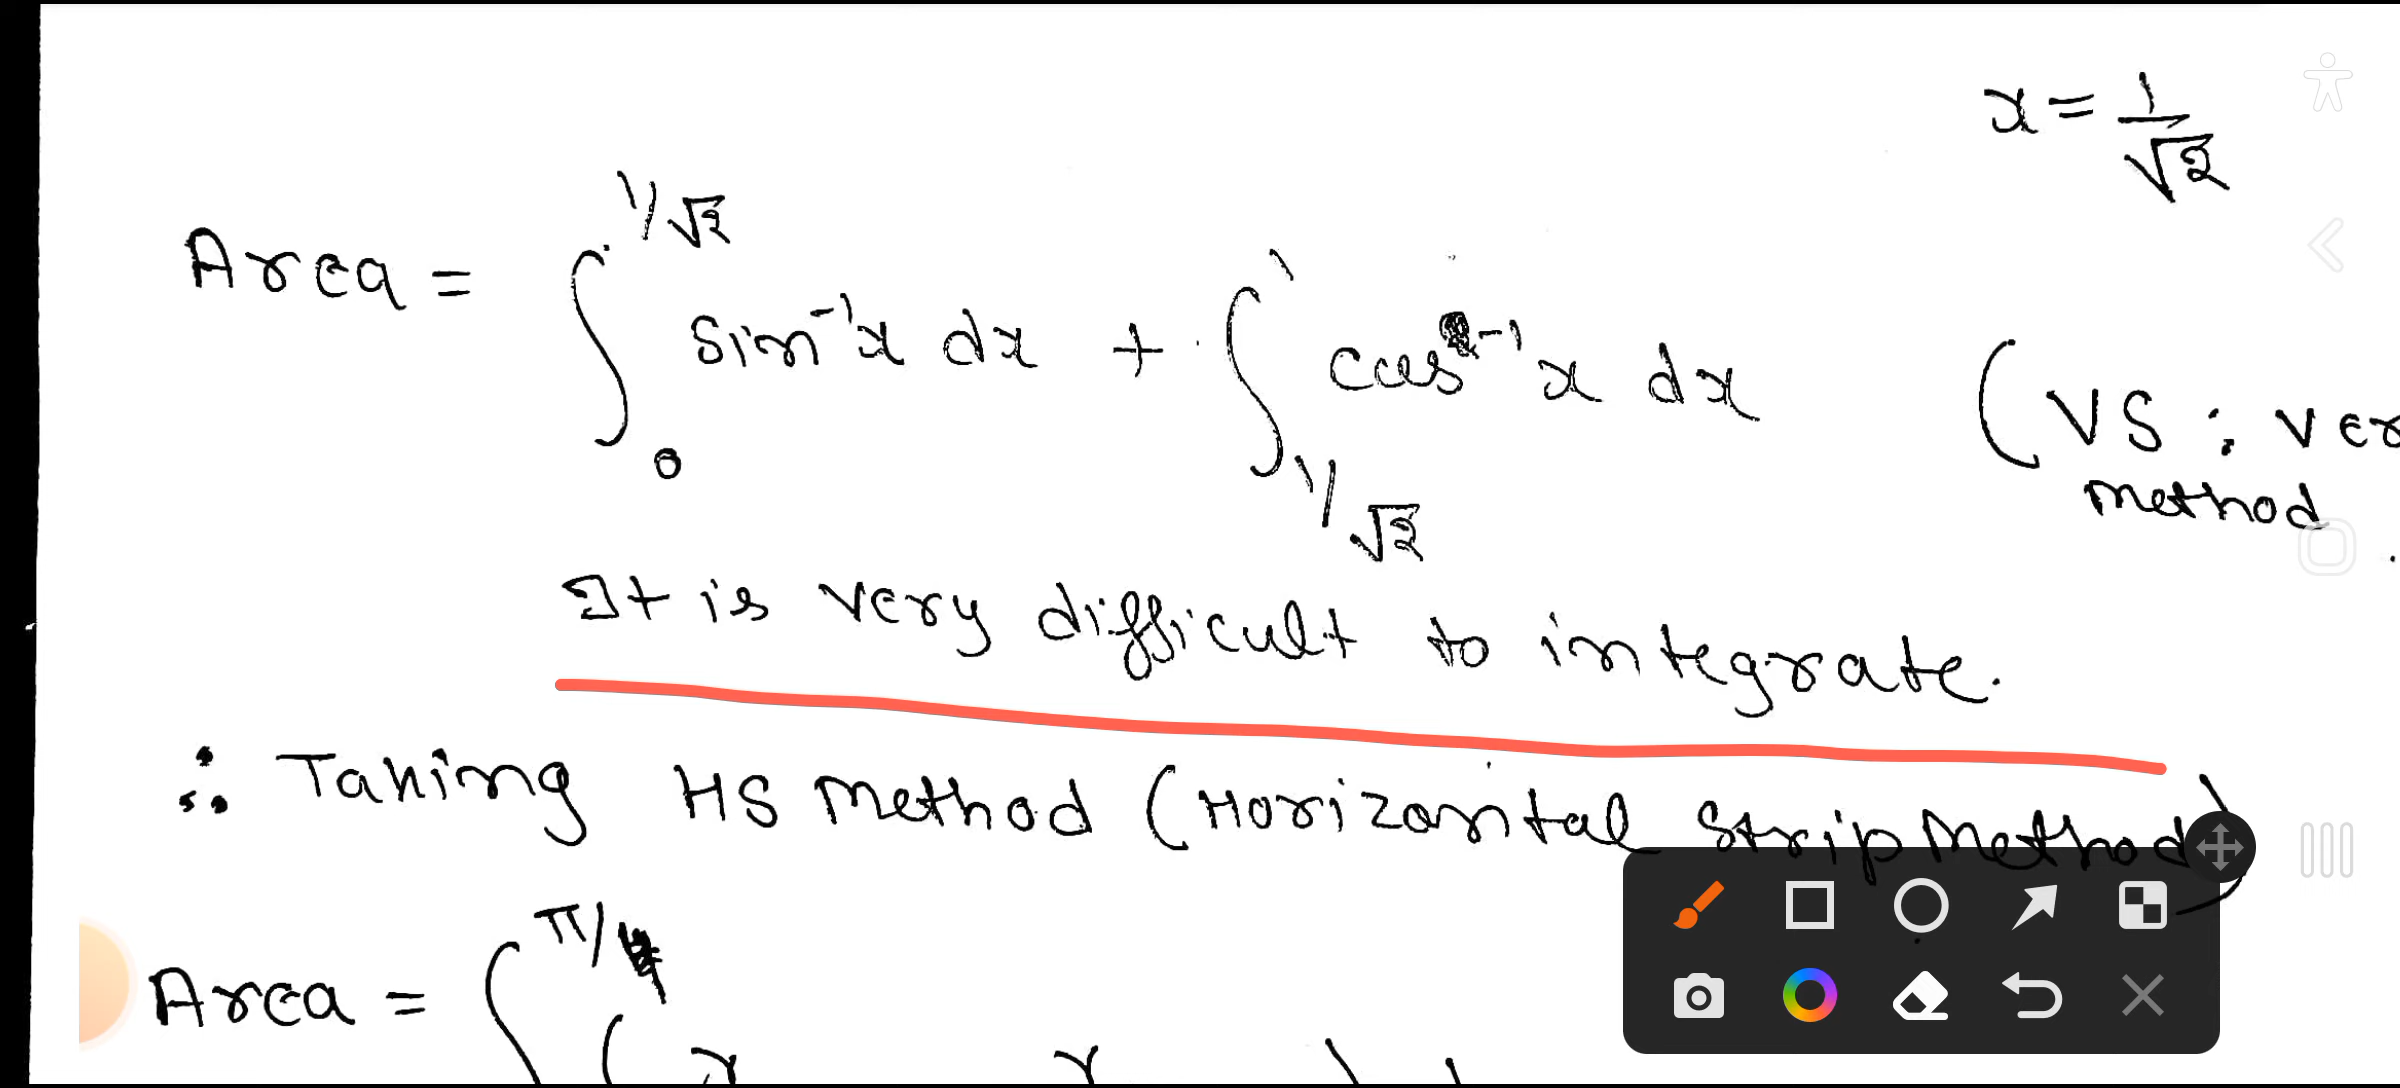 x = 1/√2
Area = ∫₀^(1/√2) sin⁻¹x dx + ∫_(1/√2)^1 cos⁻¹x dx
(VS : ver
method
It is very difficult to integrate.
∴ Taking HS method (Horizontal strip method)
Area = ∫^(π/4) ( x x )